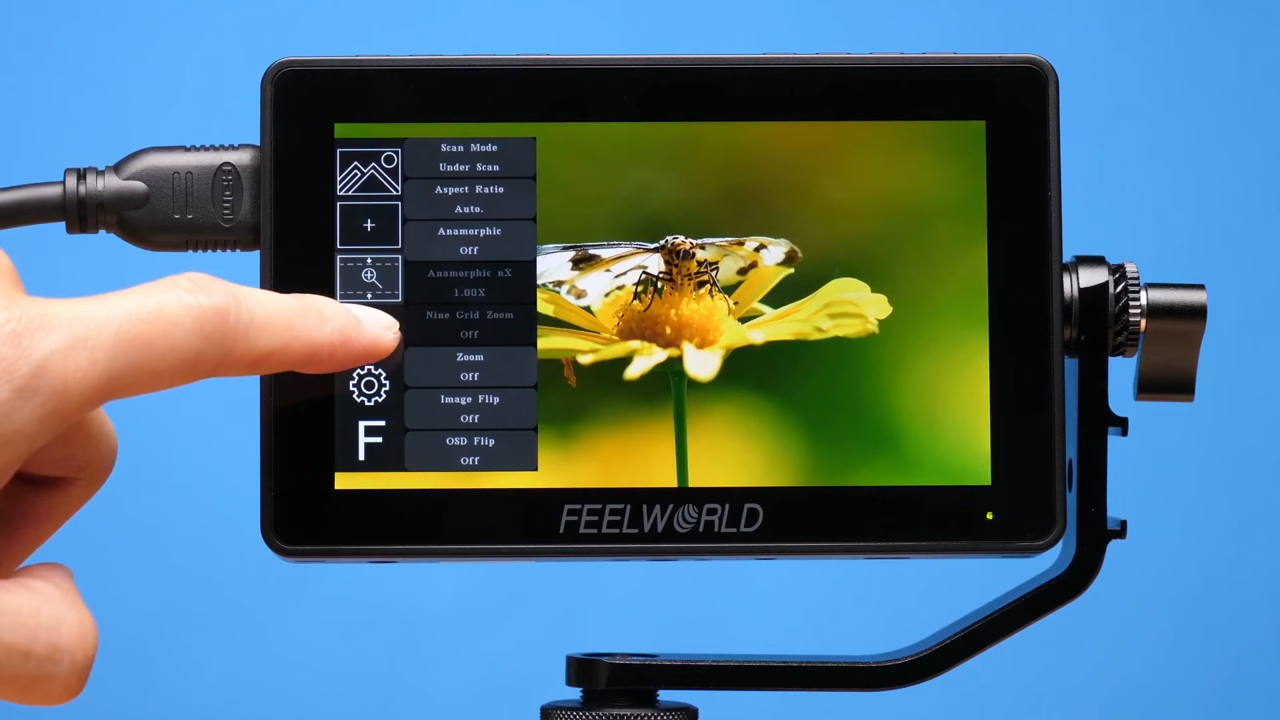 HDMI
Scan Mode
Under Scan
Aspect Ratio
Auto.
Anamorphic
Off
Anamorphic nX
1.00X
Nine Grid Zoom
Off
Zoom
Off
Image Flip
Off
OSD Flip
Off
F
FEELWORLD